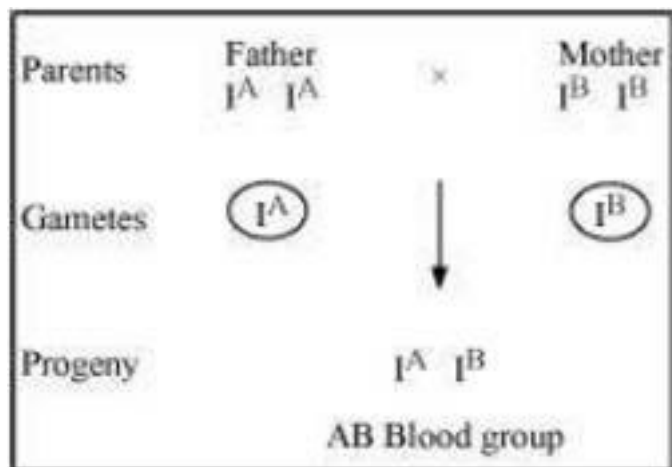 Parents Father × Mother
I^A I^A I^B I^B
Gametes I^A I^B
Progeny I^A I^B
AB Blood group